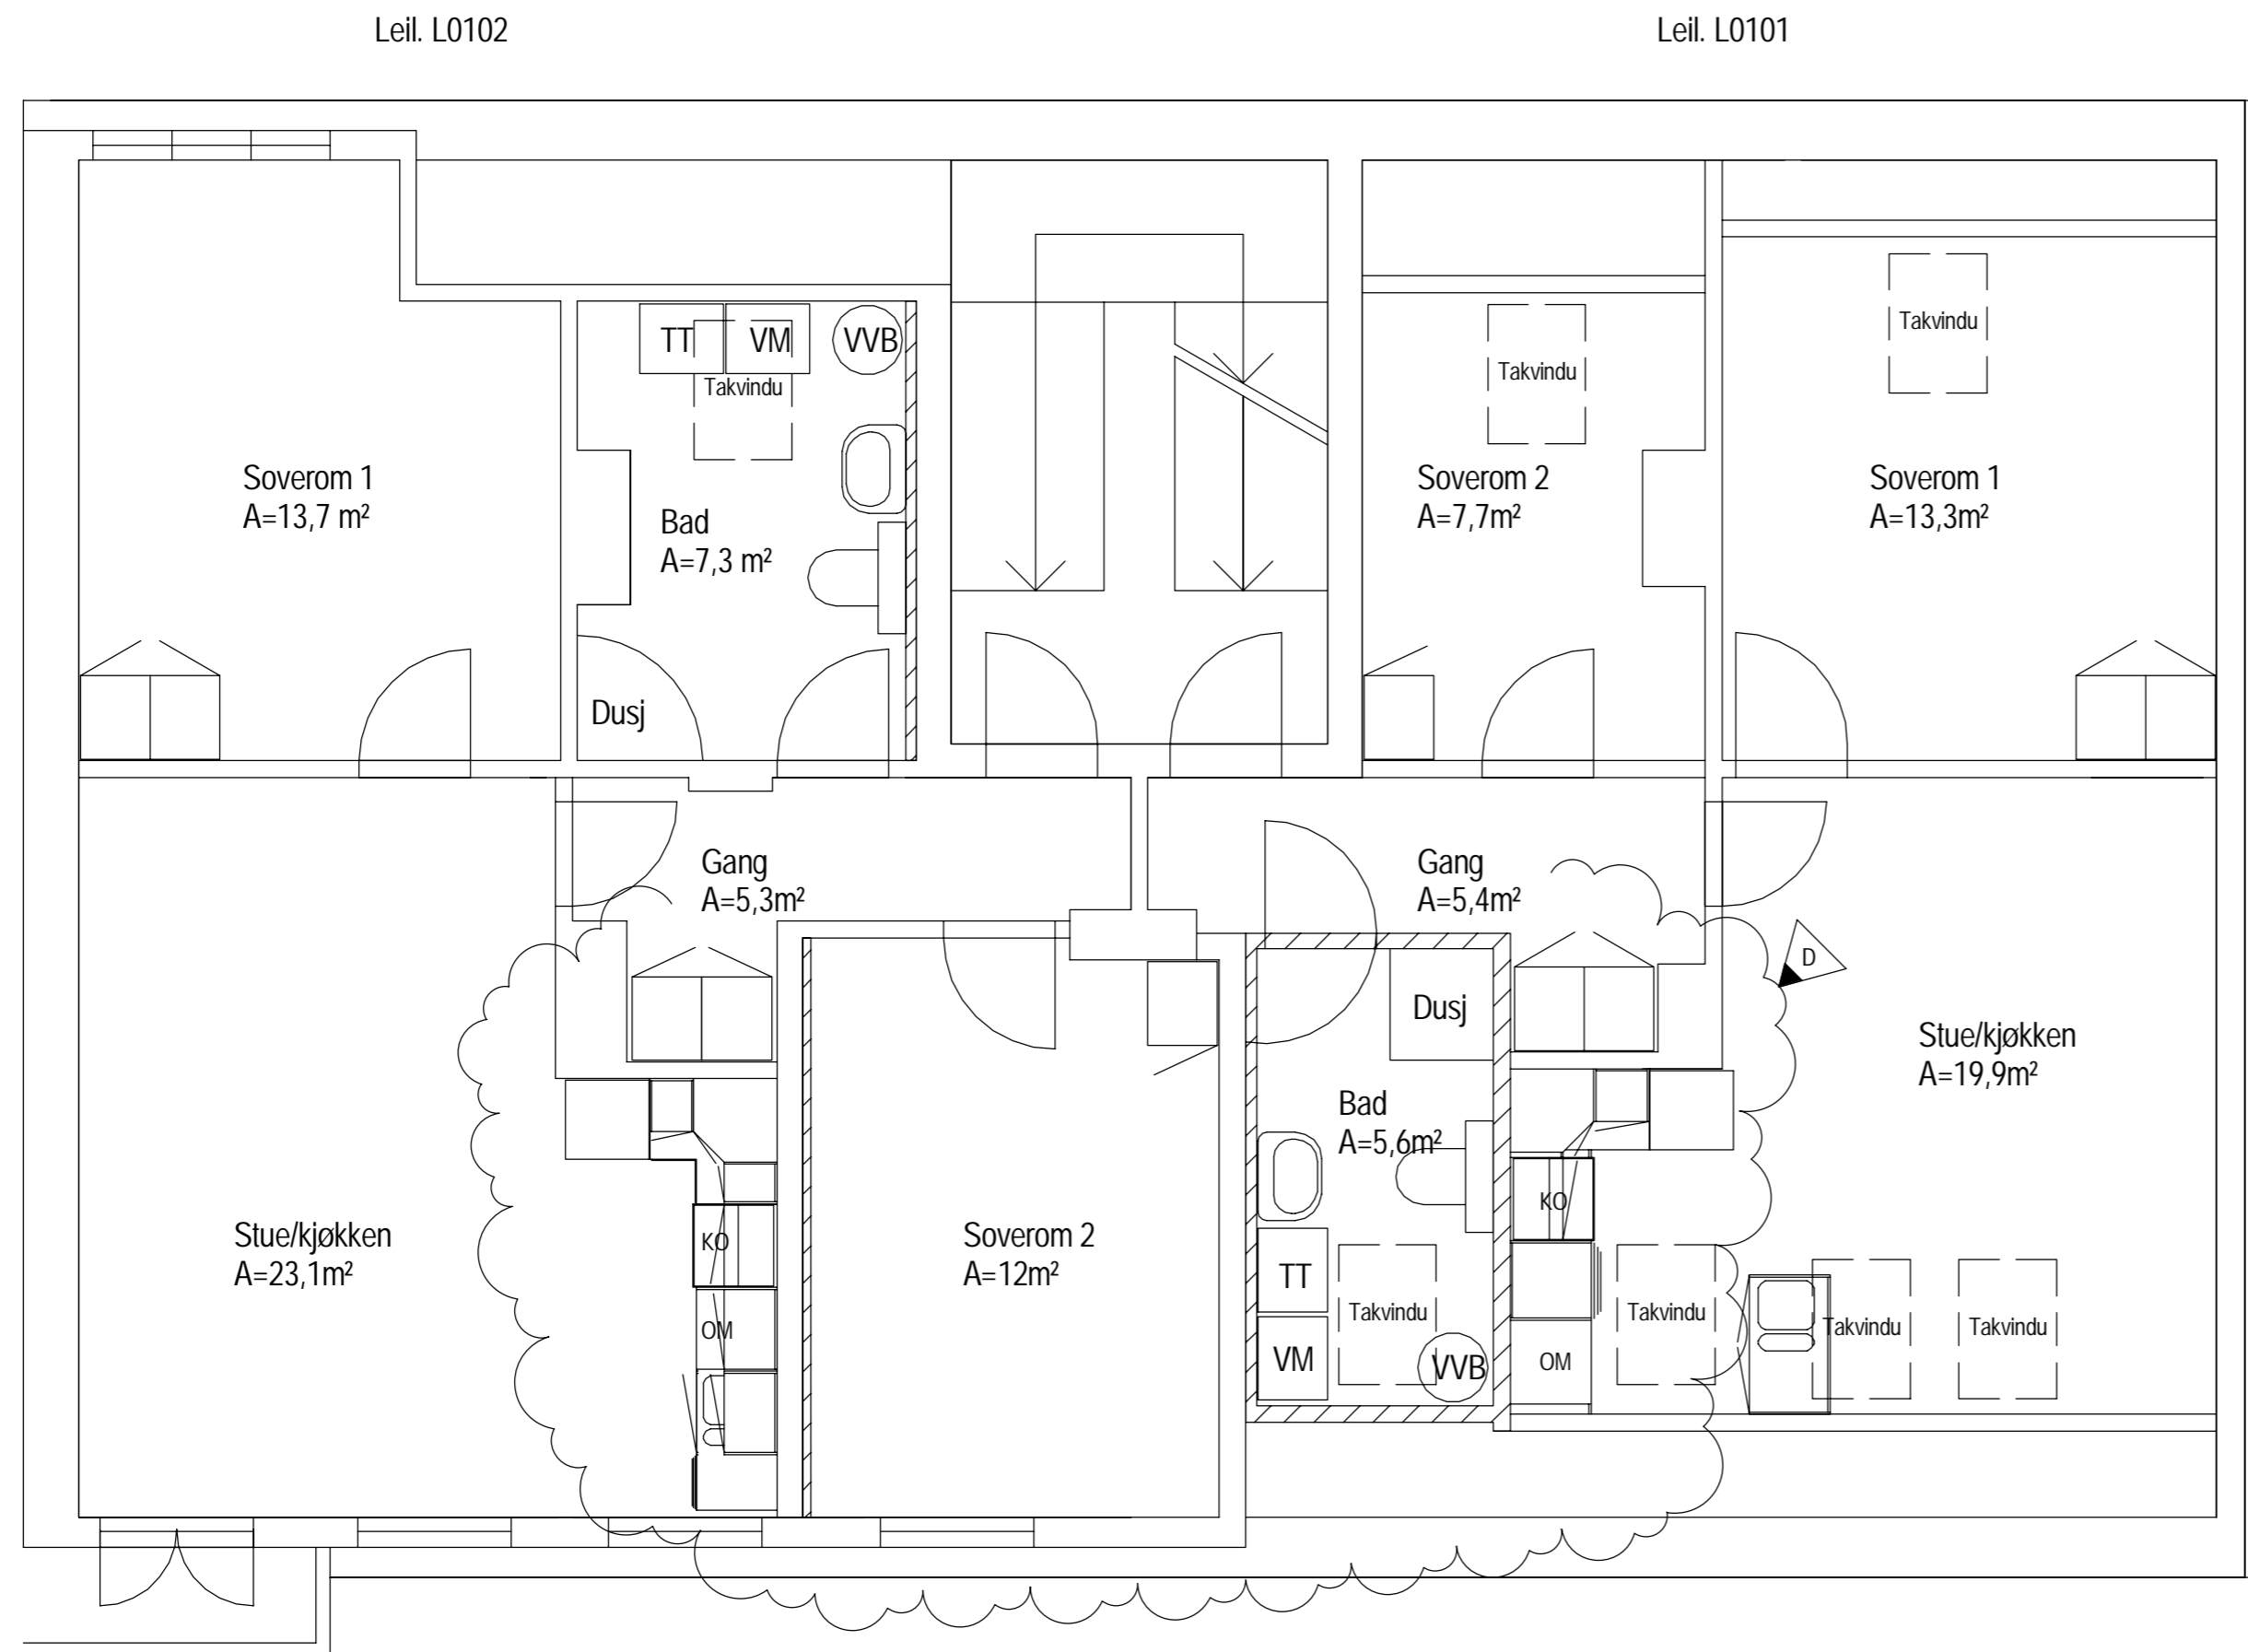 Leil. L0102
Leil. L0101
TT
VM
VVB
Takvindu
Takvindu
Takvindu
Soverom 1
A=13,7 m²
Bad
A=7,3 m²
Dusj
Soverom 2
A=7,7m²
Soverom 1
A=13,3m²
Gang
A=5,3m²
Gang
A=5,4m²
D
Dusj
Stue/kjøkken
A=19,9m²
Bad
A=5,6m²
KO
Stue/kjøkken
A=23,1m²
KO
Soverom 2
A=12m²
TT
OM
Takvindu
Takvindu
Takvindu
Takvindu
VM
VVB
OM